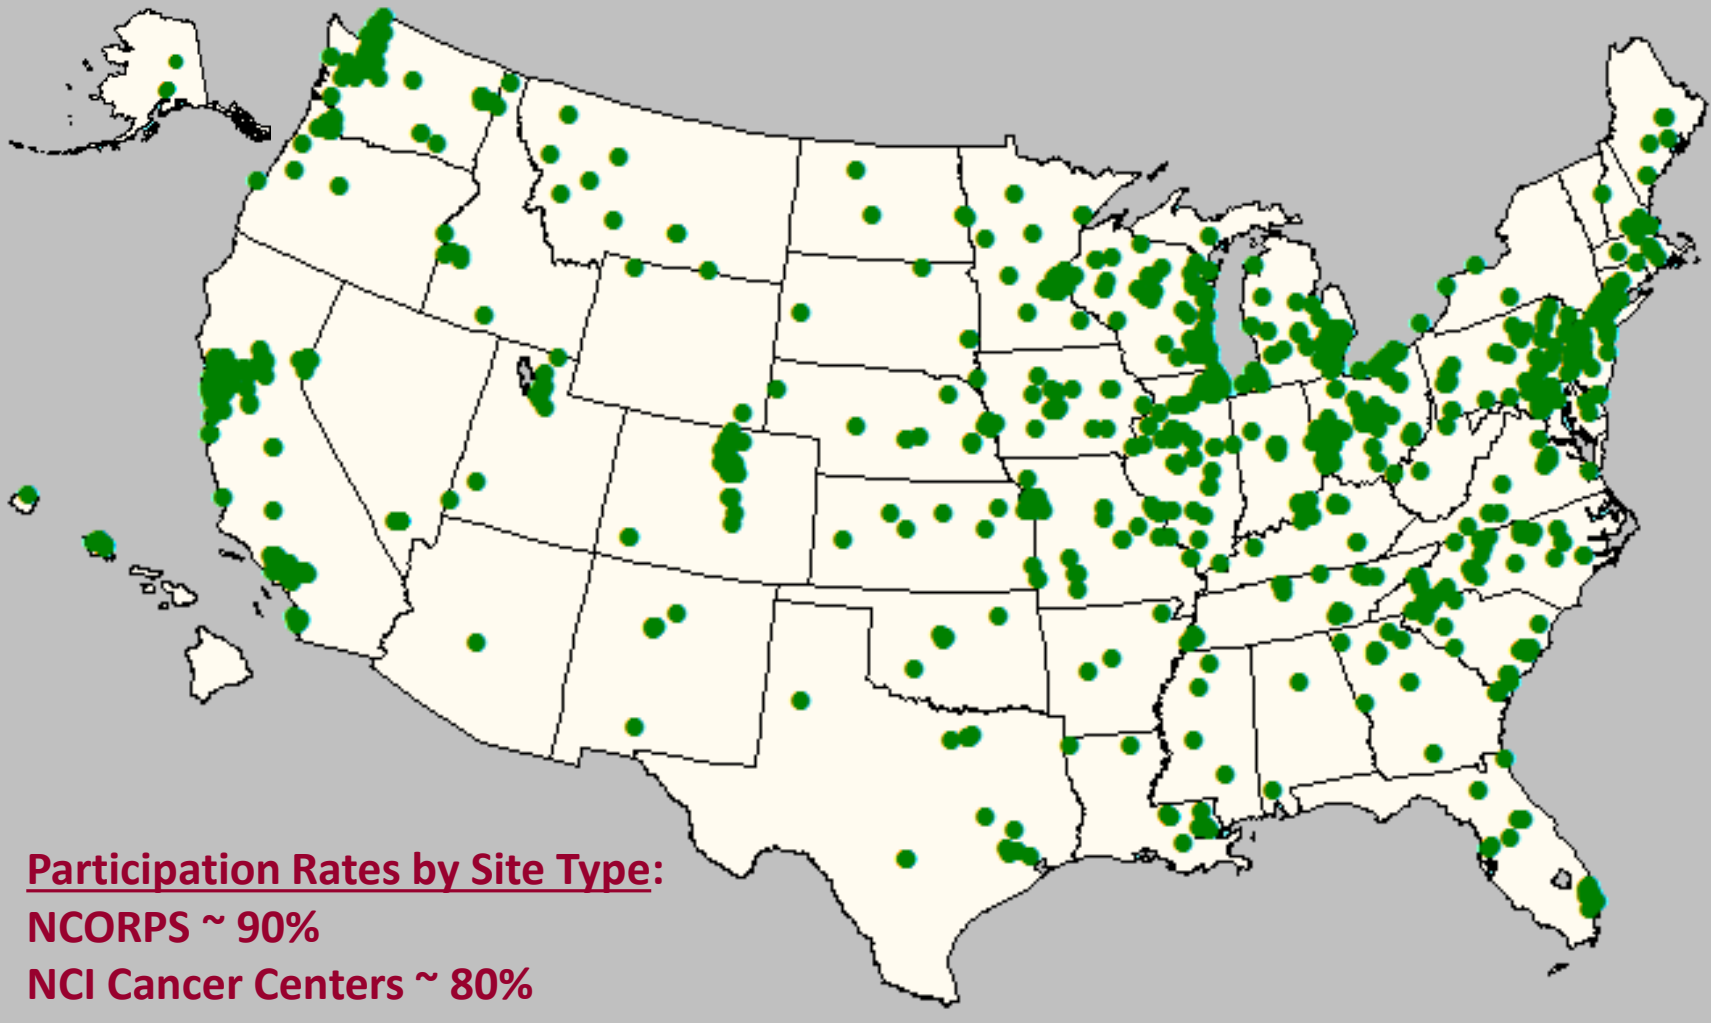 Participation Rates by Site Type:
NCORPS ~ 90%
NCI Cancer Centers ~ 80%